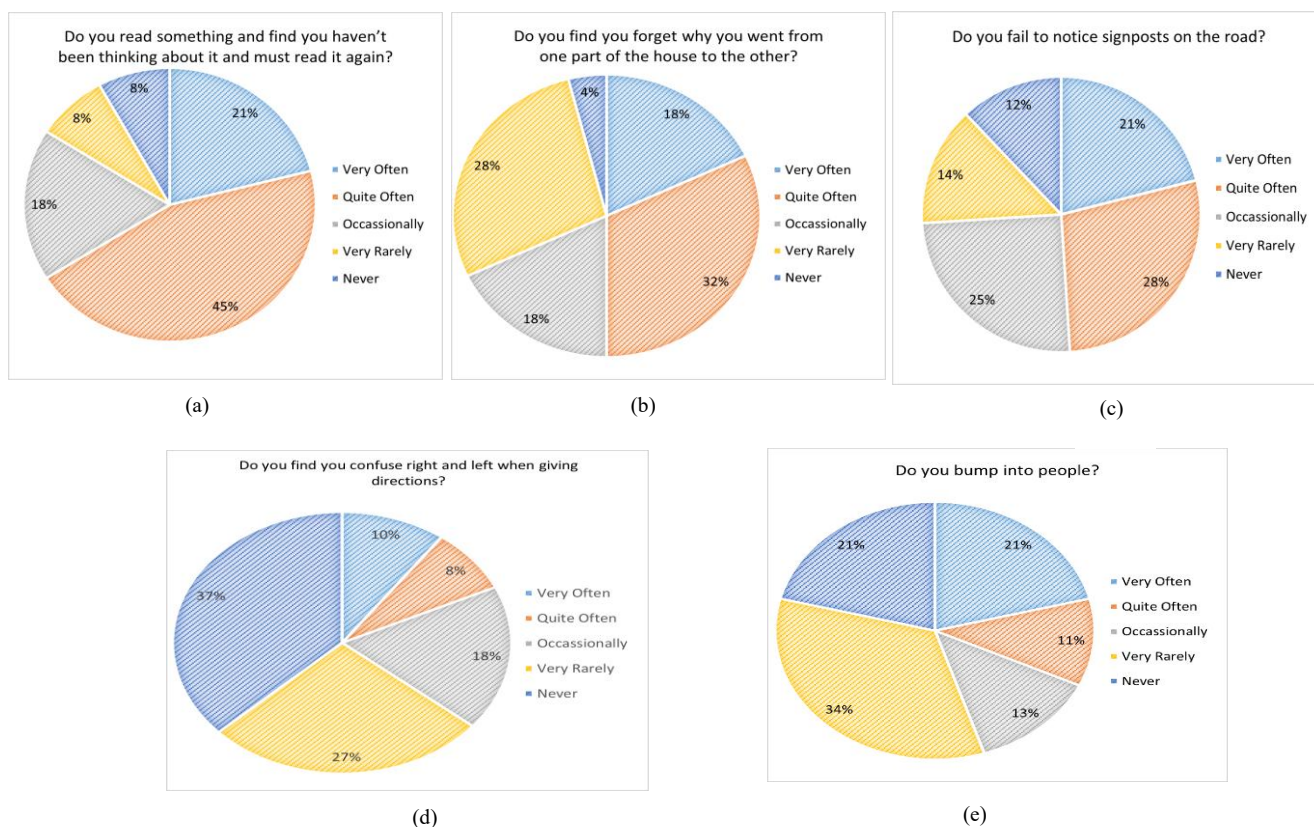 Do you read something and find you haven't
been thinking about it and must read it again?
8%
21%
8%
18%
45%
Very Often
Quite Often
Occassionally
Very Rarely
Never
(a)
Do you find you forget why you went from
one part of the house to the other?
4%
18%
28%
32%
18%
Very Often
Quite Often
Occassionally
Very Rarely
Never
(b)
Do you fail to notice signposts on the road?
12%
21%
14%
28%
25%
Very Often
Quite Often
Occassionally
Very Rarely
Never
(c)
Do you find you confuse right and left when giving
directions?
10%
8%
37%
18%
27%
Very Often
Quite Often
Occassionally
Very Rarely
Never
(d)
Do you bump into people?
21%
21%
11%
34%
13%
Very Often
Quite Often
Occassionally
Very Rarely
Never
(e)